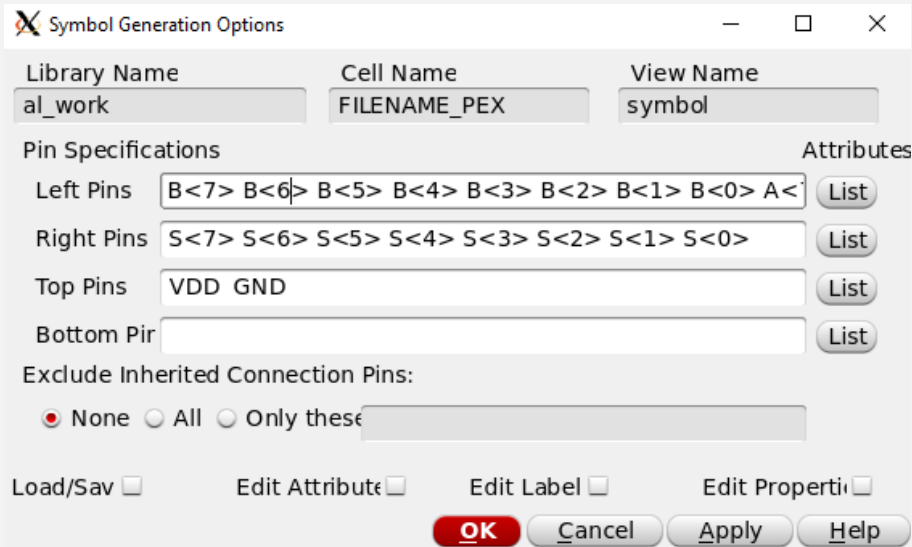 Symbol Generation Options
Library Name Cell Name View Name
al_work FILENAME_PEX symbol
Pin Specifications Attributes
Left Pins B<7> B<6> B<5> B<4> B<3> B<2> B<1> B<0> A< List
Right Pins S<7> S<6> S<5> S<4> S<3> S<2> S<1> S<0> List
Top Pins VDD GND List
Bottom Pir List
Exclude Inherited Connection Pins:
None All Only these
Load/Sav Edit Attribute Edit Label Edit Properti
OK Cancel Apply Help